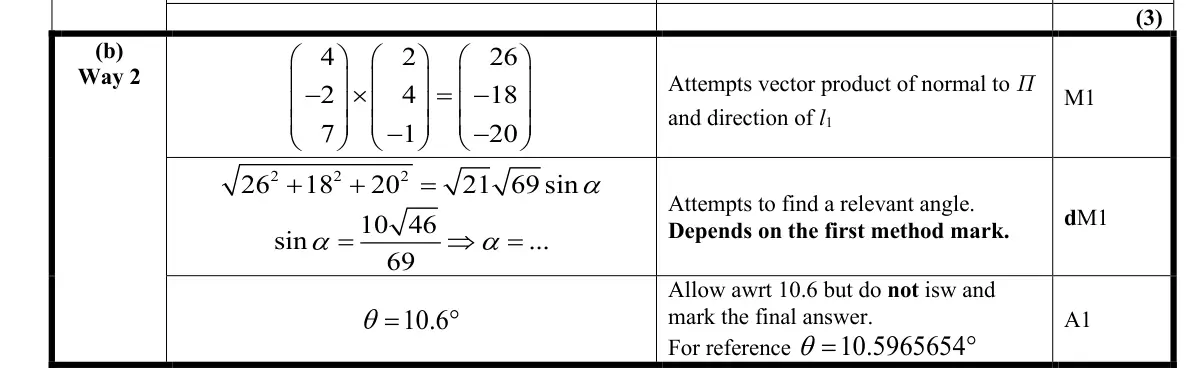 (3)
(b)
Way 2
( 4 ) ( 2 ) ( 26 )
( −2 ) × ( 4 ) = ( −18 )
( 7 ) ( −1 ) ( −20 )
Attempts vector product of normal to Π
and direction of l₁
M1
√(26² + 18² + 20²) = √21 √69 sin α
sin α = 10√46 / 69 ⇒ α = ...
Attempts to find a relevant angle.
Depends on the first method mark.
dM1
θ = 10.6°
Allow awrt 10.6 but do not isw and
mark the final answer.
For reference θ = 10.5965654°
A1